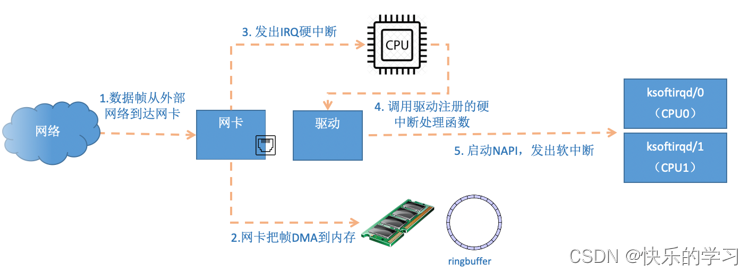 3. 发出IRQ硬中断
CPU
1.数据帧从外部
网络到达网卡
网络
网卡
驱动
4. 调用驱动注册的硬
中断处理函数
ksoftirqd/0
（CPU0）
5. 启动NAPI，发出软中断
ksoftirqd/1
（CPU1）
2.网卡把帧DMA到内存
ringbuffer
CSDN @快乐的学习